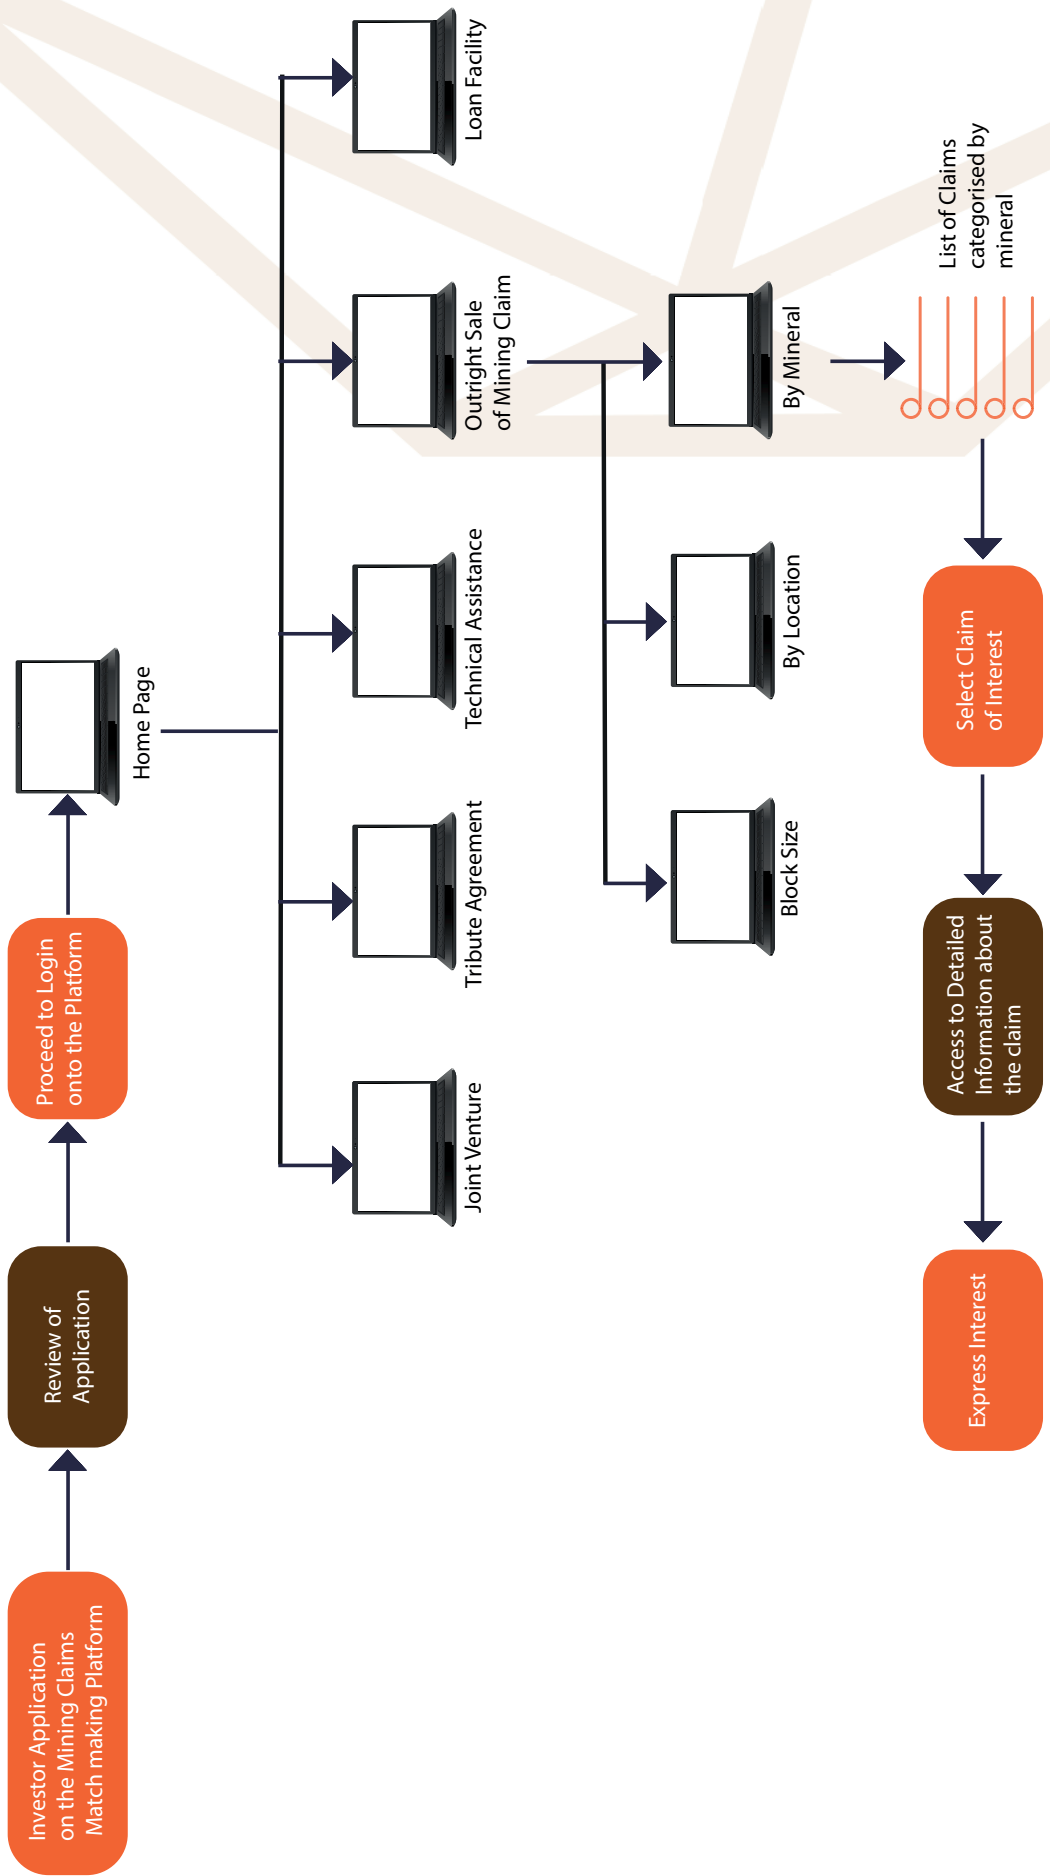 Investor Application
on the Mining Claims
Match making Platform
Review of
Application
Proceed to Login
onto the Platform
Home Page
Joint Venture
Tribute Agreement
Technical Assistance
Outright Sale
of Mining Claim
Loan Facility
Block Size
By Location
By Mineral
List of Claims
categorised by
mineral
Select Claim
of Interest
Access to Detailed
Information about
the claim
Express Interest